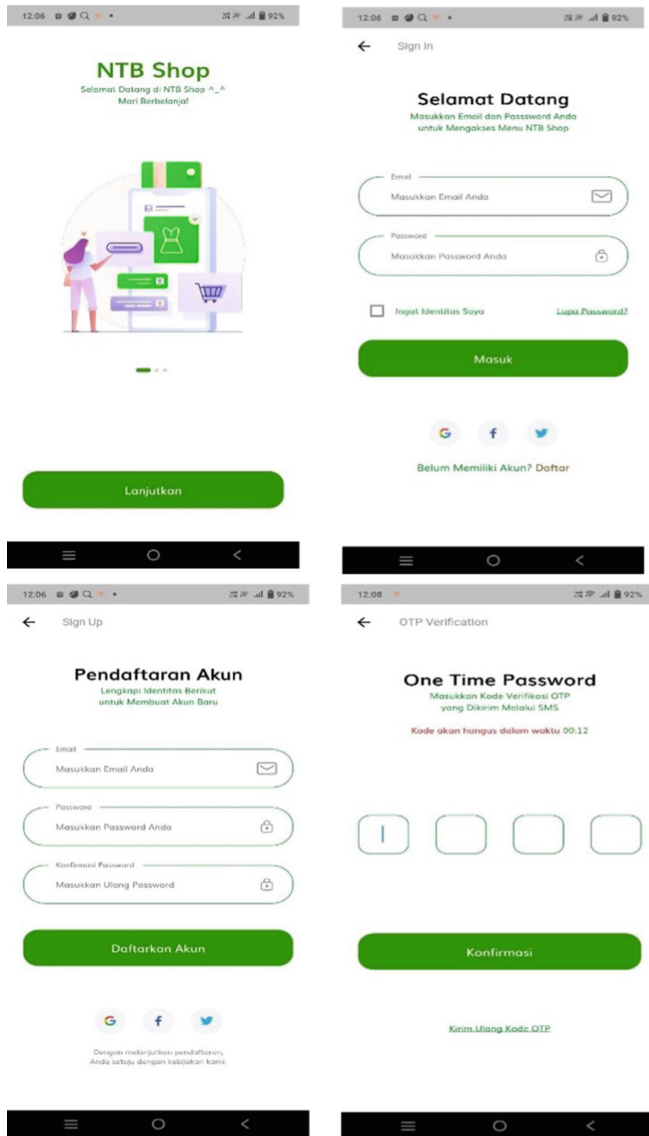 12:06
92%
NTB Shop
Selamat Datang di NTB Shop ^_^
Mari Berbelanja!
Lanjutkan
12:06
92%
Sign In
Selamat Datang
Masukkan Email dan Passsword Anda
untuk Mengakses Menu NTB Shop
Email
Masukkan Email Anda
Password
Masukkan Password Anda
Ingat Identitas Saya
Lupa Password?
Masuk
Belum Memiliki Akun? Daftar
12:06
92%
Sign Up
Pendaftaran Akun
Lengkapi Identitas Berikut
untuk Membuat Akun Baru
Email
Masukkan Email Anda
Password
Masukkan Password Anda
Konfirmasi Password
Masukkan Ulang Password
Daftarkan Akun
Dengan melanjutkan pendaftaran,
Anda setuju dengan kebijakan kami.
12:08
92%
OTP Verification
One Time Password
Masukkan Kode Verifikasi OTP
yang Dikirim Melalui SMS
Kode akan hangus dalam waktu 00:12
Konfirmasi
Kirim Ulang Kode OTP